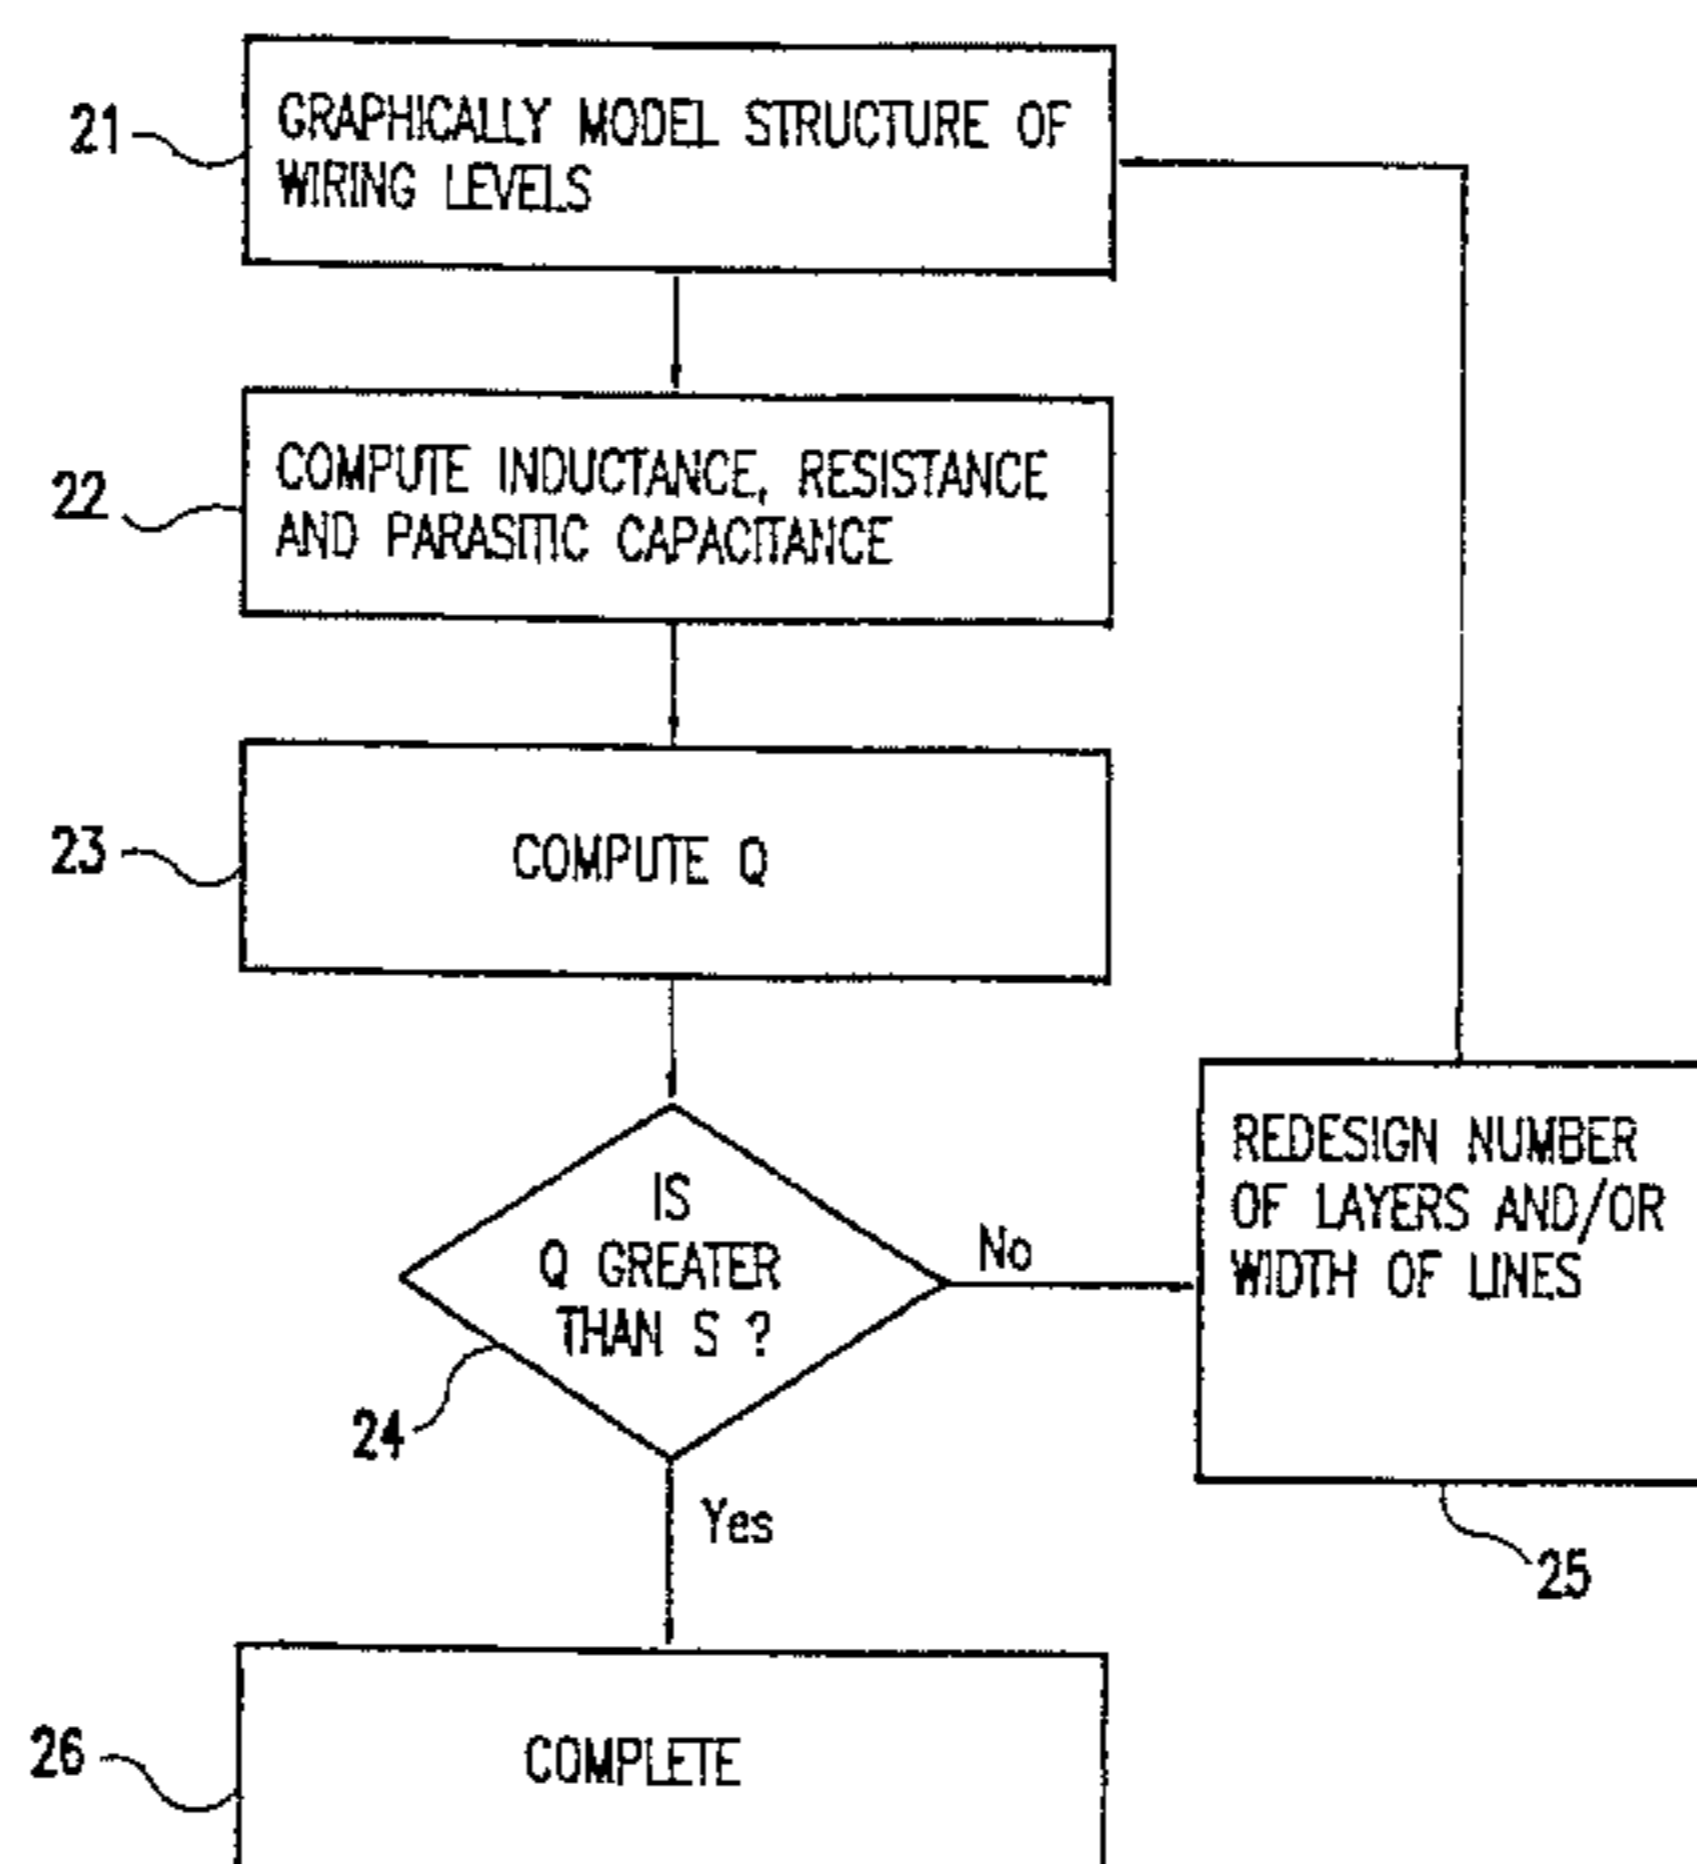 21
GRAPHICALLY MODEL STRUCTURE OF
WIRING LEVELS
22
COMPUTE INDUCTANCE, RESISTANCE
AND PARASITIC CAPACITANCE
23
COMPUTE Q
IS
Q GREATER
THAN S ?
24
No
Yes
REDESIGN NUMBER
OF LAYERS AND/OR
WIDTH OF LINES
25
26
COMPLETE